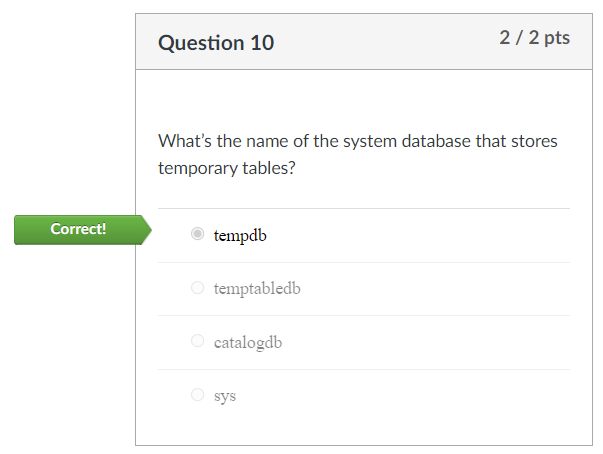 Question 10
2 / 2 pts
What’s the name of the system database that stores
temporary tables?
Correct!
tempdb
temptabledb
catalogdb
sys